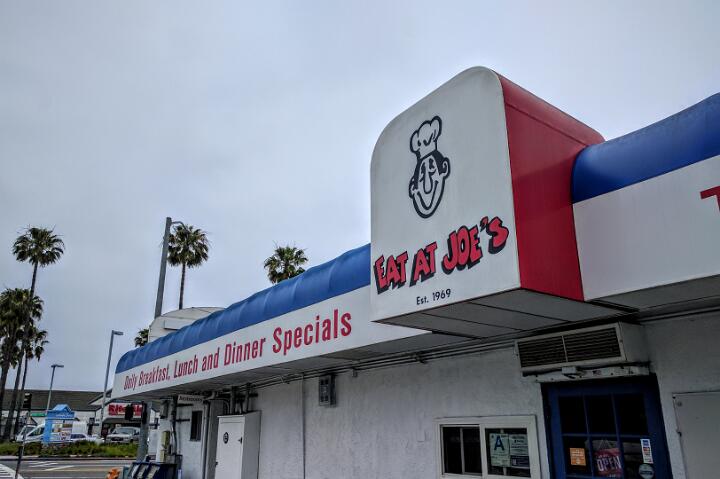 EAT AT JOE'S
Est. 1969
Daily Breakfast, Lunch and Dinner Specials
T
A
OPEN